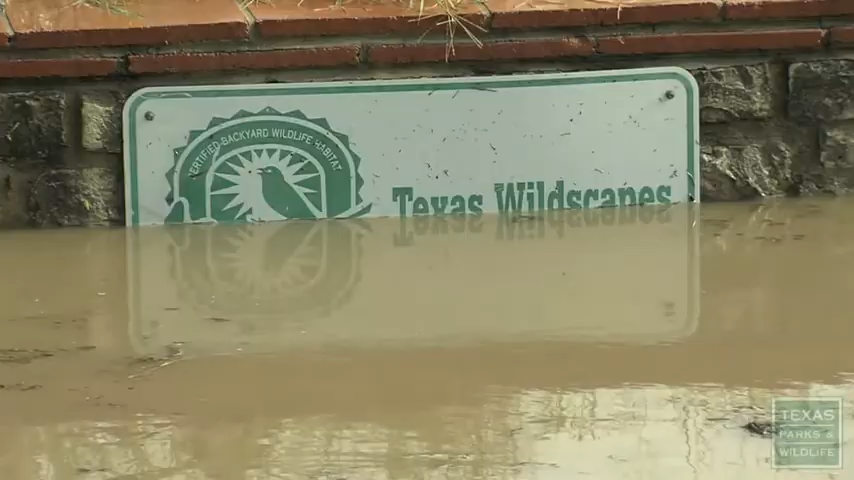 CERTIFIED BACKYARD WILDLIFE HABITAT
Texas Wildscapes
TEXAS
PARKS &
WILDLIFE